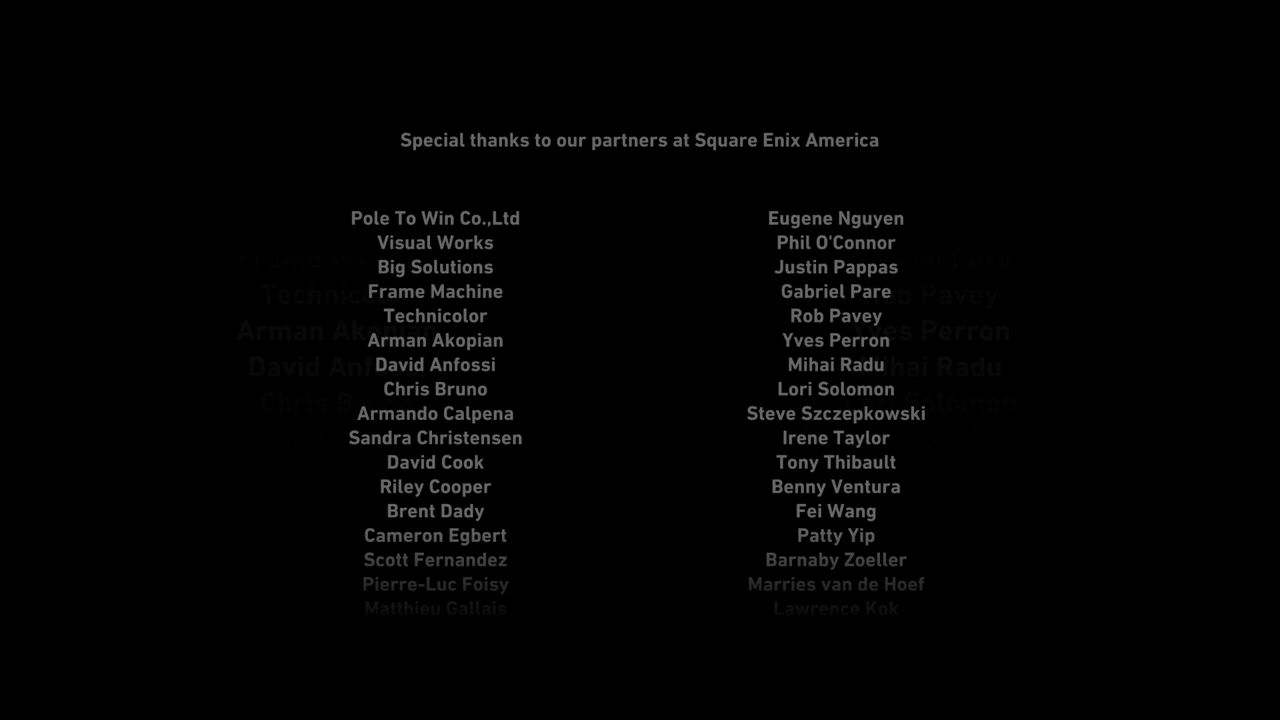 Special thanks to our partners at Square Enix America
Pole To Win Co.,Ltd
Visual Works
Big Solutions
Frame Machine
Technicolor
Arman Akopian
David Anfossi
Chris Bruno
Armando Calpena
Sandra Christensen
David Cook
Riley Cooper
Brent Dady
Cameron Egbert
Scott Fernandez
Pierre-Luc Foisy
Matthieu Gallais
Eugene Nguyen
Phil O'Connor
Justin Pappas
Gabriel Pare
Rob Pavey
Yves Perron
Mihai Radu
Lori Solomon
Steve Szczepkowski
Irene Taylor
Tony Thibault
Benny Ventura
Fei Wang
Patty Yip
Barnaby Zoeller
Marries van de Hoef
Lawrence Kok